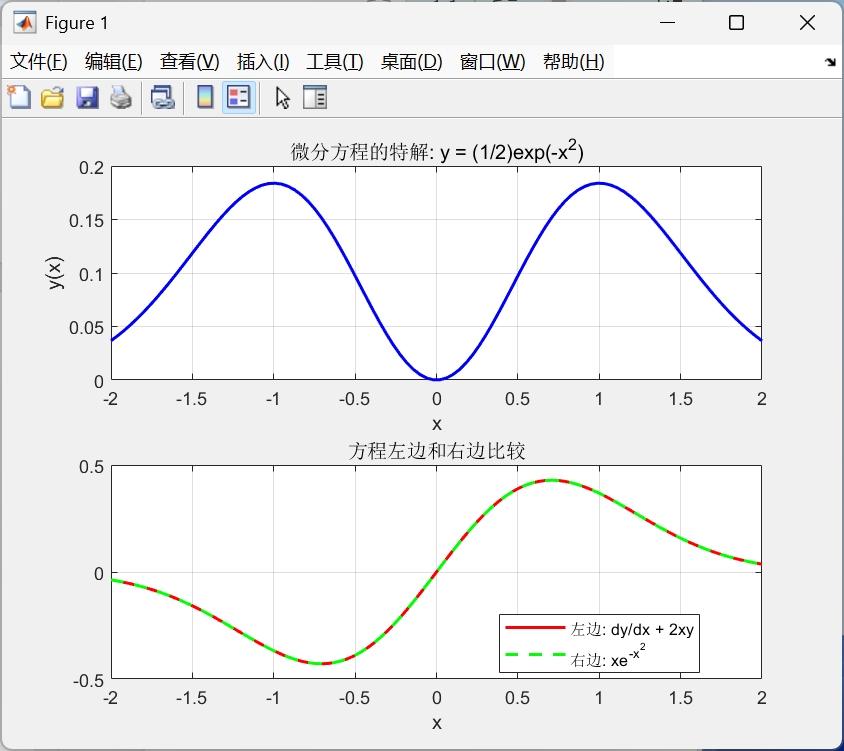 Figure 1
文件(F) 编辑(E) 查看(V) 插入(I) 工具(T) 桌面(D) 窗口(W) 帮助(H)
微分方程的特解: y = (1/2)exp(-x²)
0.2
0.15
0.1
0.05
0
y(x)
-2 -1.5 -1 -0.5 0 0.5 1 1.5 2
x
方程左边和右边比较
0.5
0
-0.5
左边: dy/dx + 2xy
右边: xe^-x²
-2 -1.5 -1 -0.5 0 0.5 1 1.5 2
x